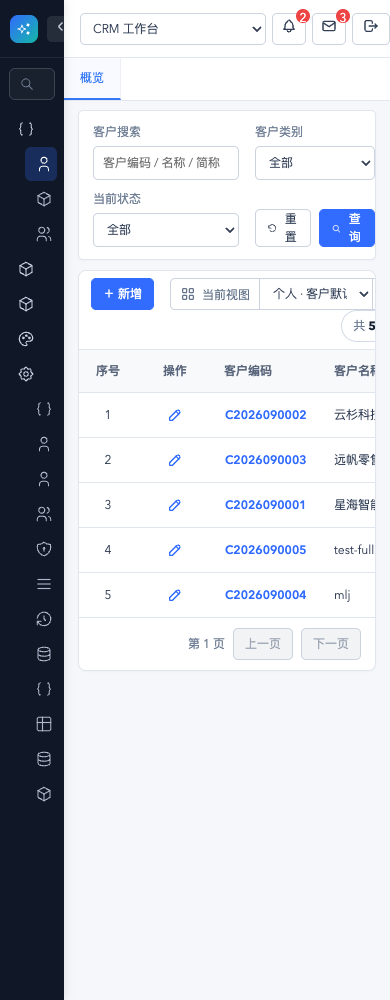 CRM 工作台
2
3
概览
客户搜索
客户类别
客户编码 / 名称 / 简称
全部
当前状态
全部
重置
查询
+ 新增
当前视图
个人 · 客户默认
共 5
序号 操作 客户编码 客户名称
1 C2026090002 云杉科技
2 C2026090003 远帆零售
3 C2026090001 星海智能
4 C2026090005 test-full
5 C2026090004 mlj
第 1 页
上一页
下一页